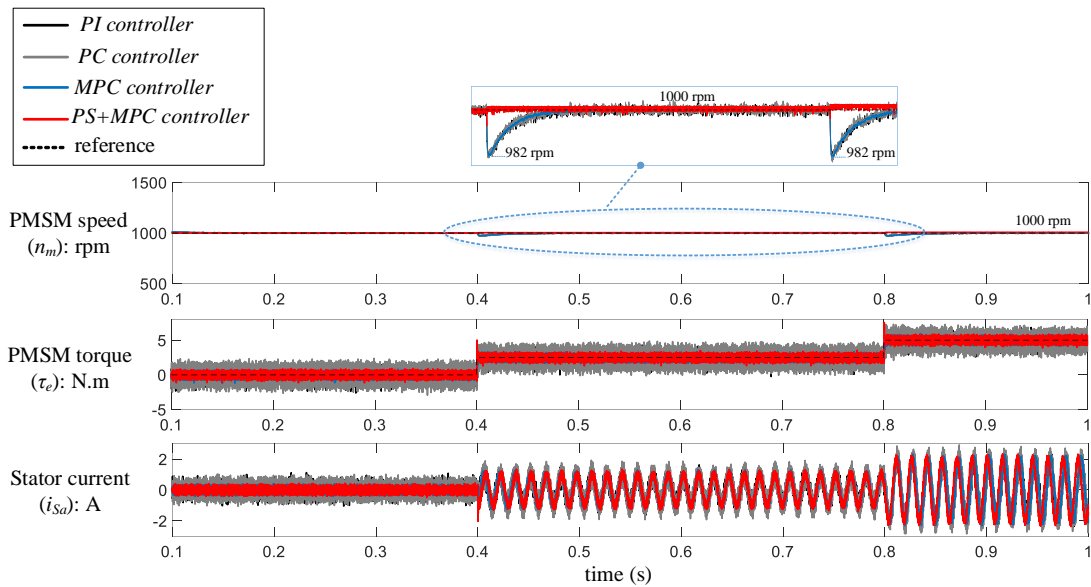 PI controller
PC controller
MPC controller
PS+MPC controller
reference
1000 rpm
982 rpm
982 rpm
PMSM speed
(nm): rpm
1500
1000
500
1000 rpm
0.1 0.2 0.3 0.4 0.5 0.6 0.7 0.8 0.9 1
PMSM torque
(τe): N.m
5
0
-5
0.1 0.2 0.3 0.4 0.5 0.6 0.7 0.8 0.9 1
Stator current
(iSa): A
2
0
-2
0.1 0.2 0.3 0.4 0.5 0.6 0.7 0.8 0.9 1
time (s)